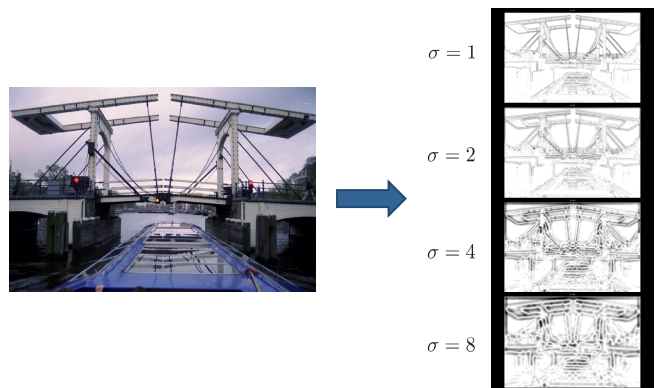 σ = 1
σ = 2
σ = 4
σ = 8